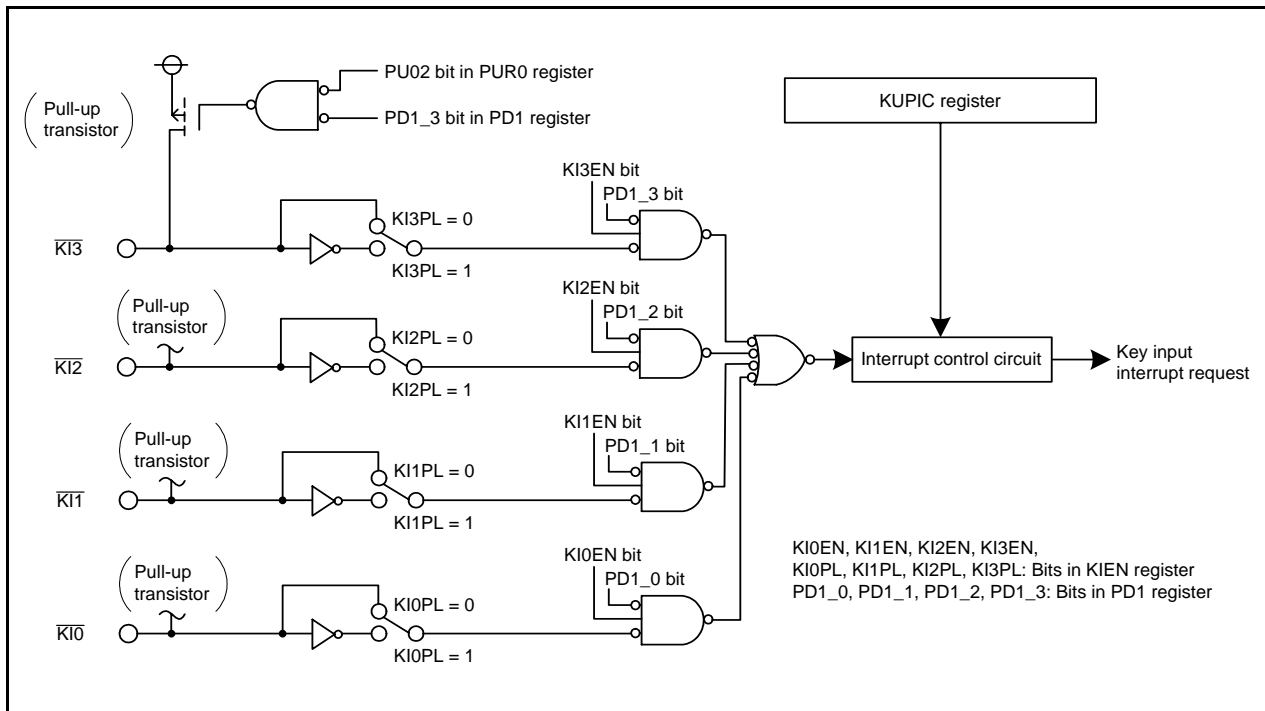 PU02 bit in PUR0 register
PD1_3 bit in PD1 register
Pull-up
transistor
KUPIC register
KI3EN bit
PD1_3 bit
KI3PL = 0
KI3
KI3PL = 1
Pull-up
transistor
KI2EN bit
PD1_2 bit
KI2PL = 0
KI2
KI2PL = 1
Interrupt control circuit
Key input
interrupt request
Pull-up
transistor
KI1EN bit
PD1_1 bit
KI1PL = 0
KI1
KI1PL = 1
Pull-up
transistor
KI0EN bit
PD1_0 bit
KI0PL = 0
KI0
KI0PL = 1
KI0EN, KI1EN, KI2EN, KI3EN,
KI0PL, KI1PL, KI2PL, KI3PL: Bits in KIEN register
PD1_0, PD1_1, PD1_2, PD1_3: Bits in PD1 register